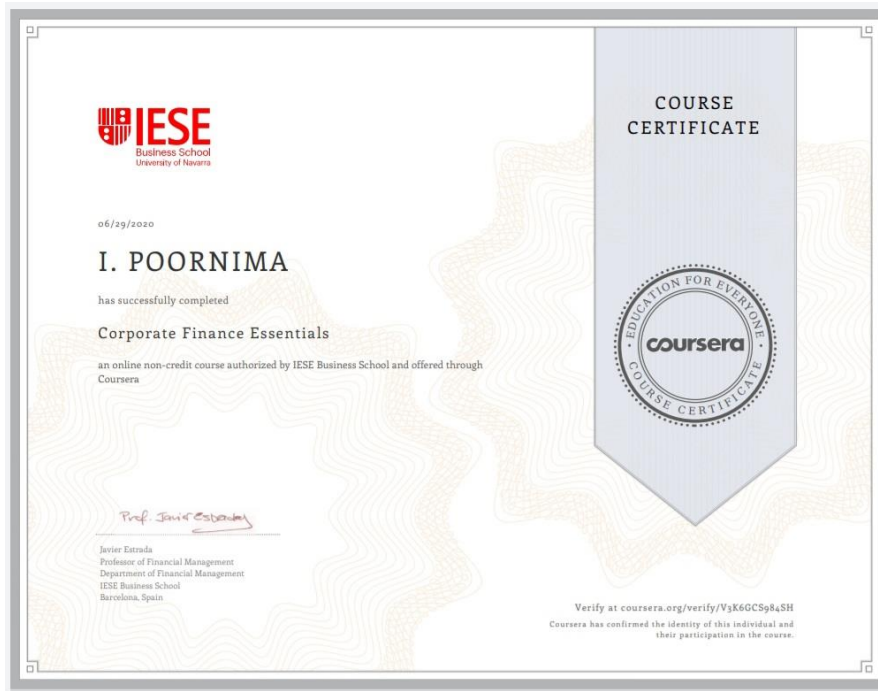 IESE
Business School
University of Navarra
06/29/2020
I. POORNIMA
has successfully completed
Corporate Finance Essentials
an online non-credit course authorized by IESE Business School and offered through
Coursera
Prof. Javier Estrada
Javier Estrada
Professor of Financial Management
Department of Financial Management
IESE Business School
Barcelona, Spain
COURSE
CERTIFICATE
EDUCATION FOR EVERYONE
coursera
COURSE CERTIFICATE
Verify at coursera.org/verify/V3K6GCS984SH
Coursera has confirmed the identity of this individual and
their participation in the course.